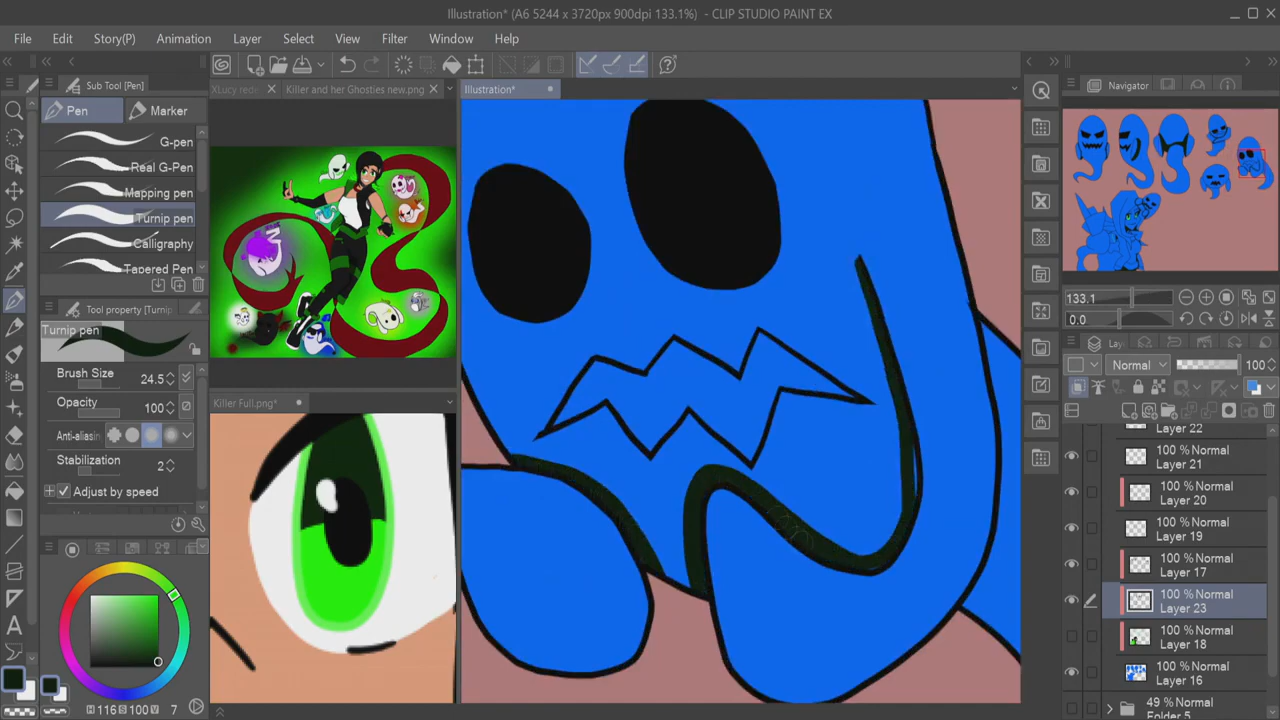 Illustration* (A6 5244 x 3720px 900dpi 133.1%) - CLIP STUDIO PAINT EX
File Edit Story(P) Animation Layer Select View Filter Window Help
Sub Tool [Pen]
Pen
Marker
G-pen
Real G-Pen
Mapping pen
Turnip pen
Calligraphy
Tapered Pen
Tool property [Turnip
Turnip pen
Brush Size 24.5
Opacity 100
Anti-aliasin
Stabilization 2
Adjust by speed
H 116 S 100 V 7
Killer and her Ghosties new.png
Killer Full.png*
Illustration*
Navigator
133.1
0.0
Normal 100
Layer 22
100 % Normal
Layer 21
100 % Normal
Layer 20
100 % Normal
Layer 19
100 % Normal
Layer 17
100 % Normal
Layer 23
100 % Normal
Layer 18
100 % Normal
Layer 16
49 % Normal
Folder 5